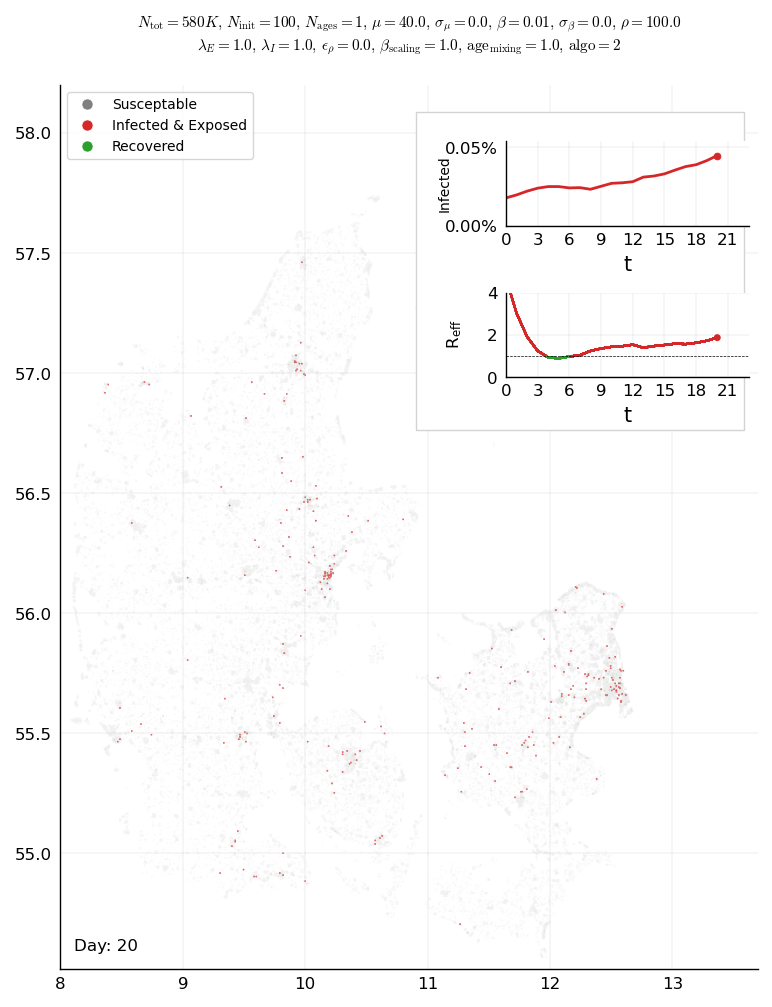 N_tot = 580K, N_init = 100, N_ages = 1, μ = 40.0, σ_μ = 0.0, β = 0.01, σ_β = 0.0, ρ = 100.0
λ_E = 1.0, λ_I = 1.0, ϵ_ρ = 0.0, β_scaling = 1.0, age_mixing = 1.0, algo = 2
Susceptable
Infected & Exposed
Recovered
0.05%
0.00%
Infected
0 3 6 9 12 15 18 21
t
4
2
0
R_eff
0 3 6 9 12 15 18 21
t
58.0
57.5
57.0
56.5
56.0
55.5
55.0
Day: 20
8 9 10 11 12 13